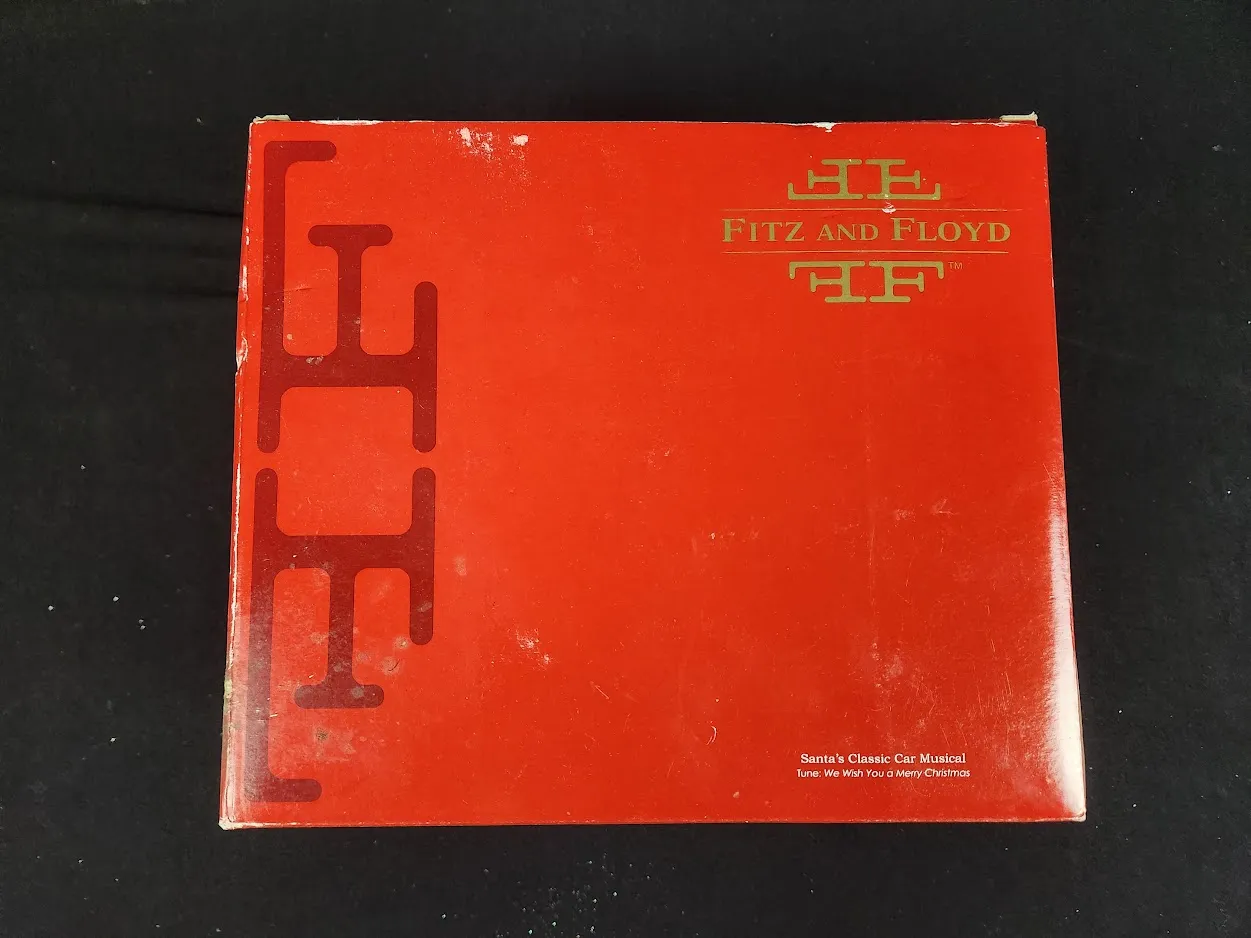 FITZ AND FLOYD
TM
Santa's Classic Car Musical
Tune: We Wish You a Merry Christmas